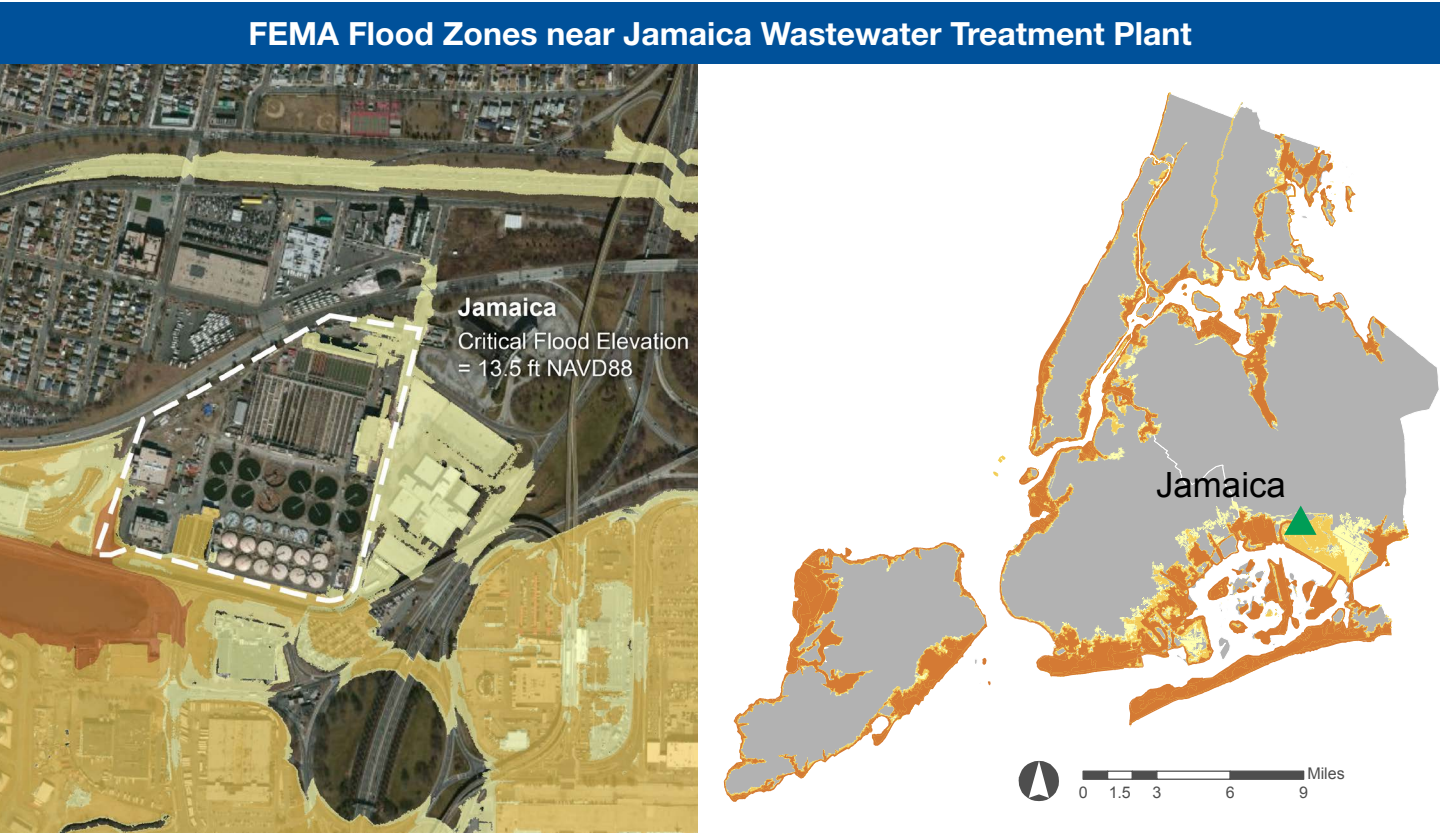 FEMA Flood Zones near Jamaica Wastewater Treatment Plant
Jamaica
Critical Flood Elevation
= 13.5 ft NAVD88
Jamaica
Miles
0 1.5 3 6 9